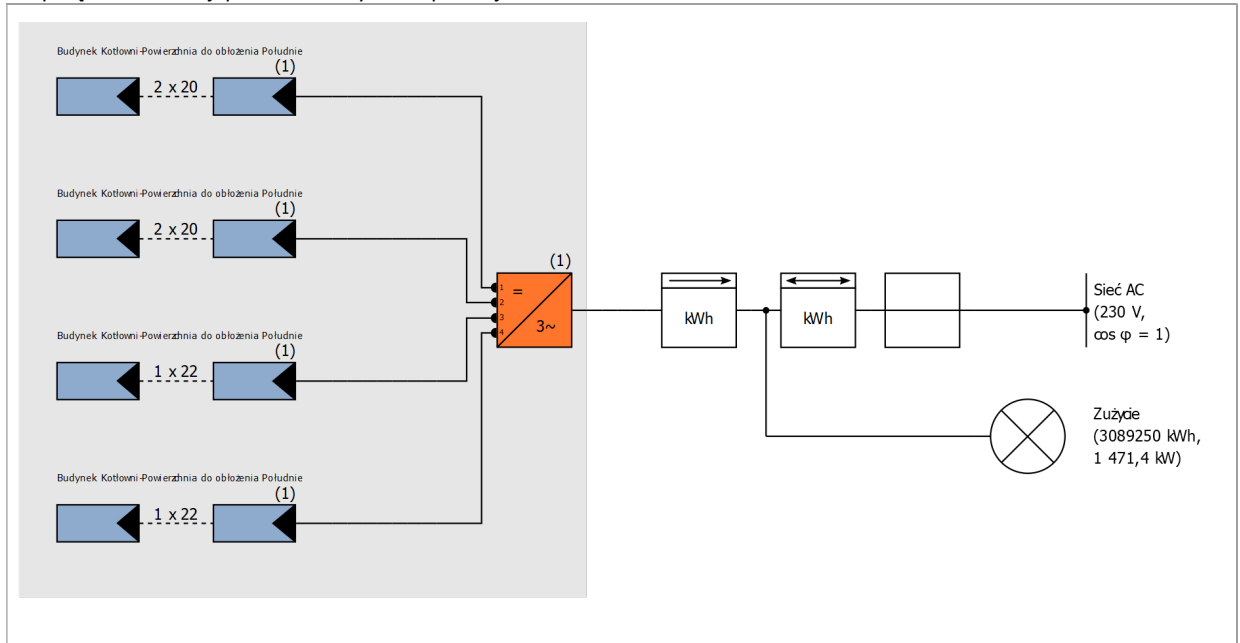 Budynek Kotłowni-Powierzchnia do obłożenia Południe
(1)
2 x 20
Budynek Kotłowni-Powierzchnia do obłożenia Południe
(1)
2 x 20
(1)
1
2
3
4
=
3~
kWh
kWh
Sieć AC
(230 V,
cos φ = 1)
Budynek Kotłowni-Powierzchnia do obłożenia Południe
(1)
1 x 22
Zużycie
(3089250 kWh,
1 471,4 kW)
Budynek Kotłowni-Powierzchnia do obłożenia Południe
(1)
1 x 22